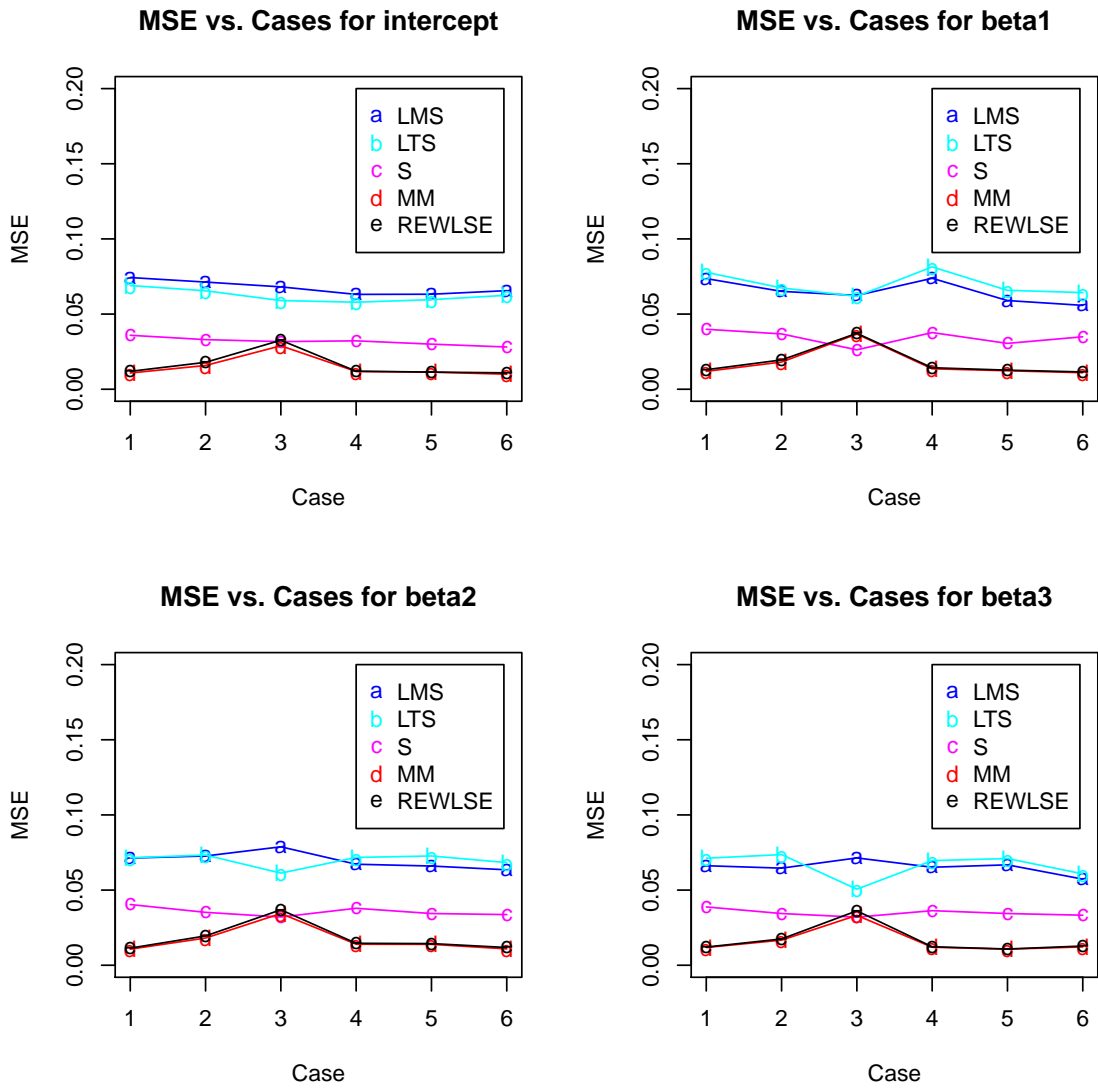 MSE vs. Cases for intercept
MSE
0.20
0.15
0.10
0.05
0.00
a LMS
b LTS
c S
d MM
e REWLSE
a a a a a a
b b b b b b
c c c c c c
d d d d d d
e e e e e e
1 2 3 4 5 6
Case
MSE vs. Cases for beta1
MSE
0.20
0.15
0.10
0.05
0.00
a LMS
b LTS
c S
d MM
e REWLSE
a a a a a a
b b b b b b
c c c c c c
d d d d d d
e e e e e e
1 2 3 4 5 6
Case
MSE vs. Cases for beta2
MSE
0.20
0.15
0.10
0.05
0.00
a LMS
b LTS
c S
d MM
e REWLSE
a a a a a a
b b b b b b
c c c c c c
d d d d d d
e e e e e e
1 2 3 4 5 6
Case
MSE vs. Cases for beta3
MSE
0.20
0.15
0.10
0.05
0.00
a LMS
b LTS
c S
d MM
e REWLSE
a a a a a a
b b b b b b
c c c c c c
d d d d d d
e e e e e e
1 2 3 4 5 6
Case